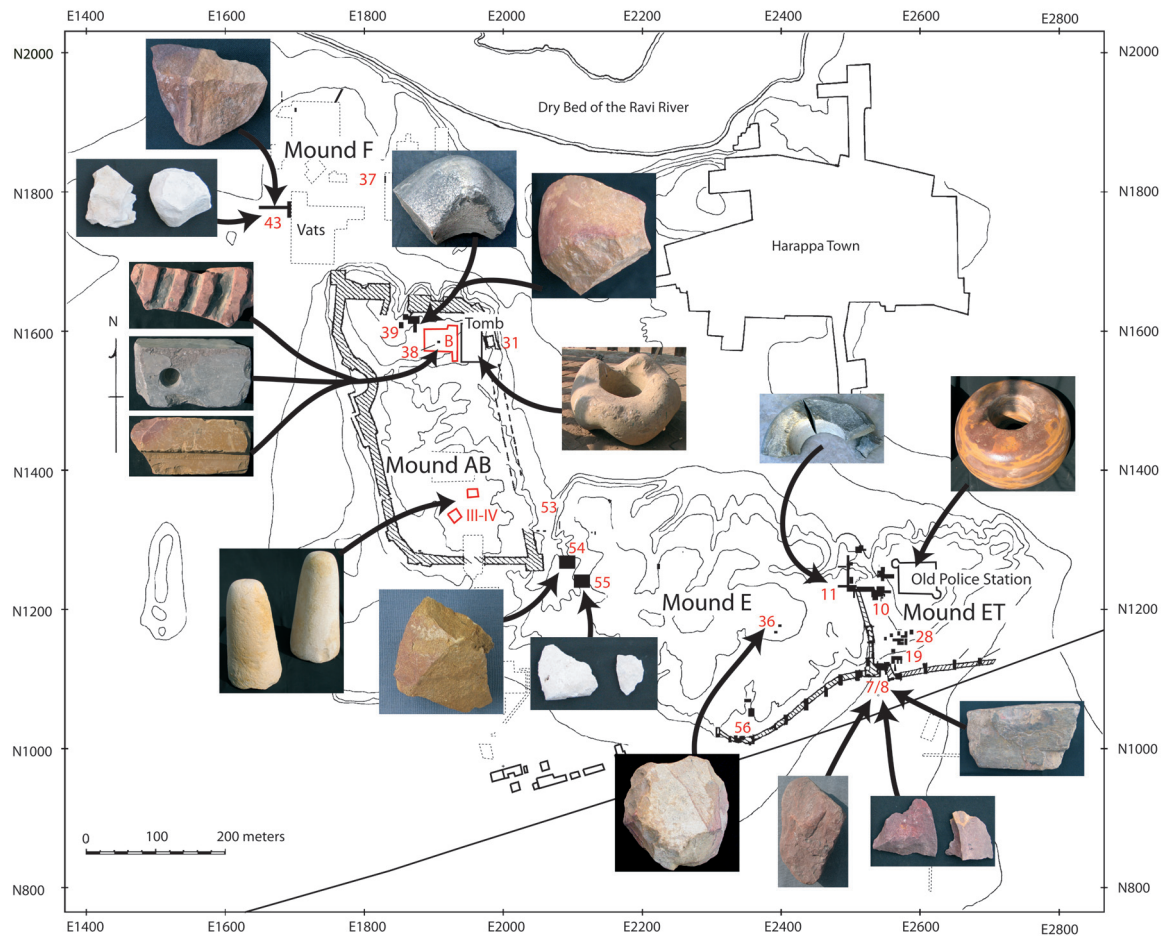 E1400 E1600 E1800 E2000 E2200 E2400 E2600 E2800
N2000 N2000
Dry Bed of the Ravi River
Mound F
37
N1800 N1800
43
Vats
Harappa Town
N
N1600 Tomb N1600
39
B
31
38
N1400 Mound AB N1400
53
III-IV
54
55
Old Police Station
11
10
N1200 Mound E Mound ET N1200
36
28
19
7/8
56
N1000 N1000
0 100 200 meters
N800 N800
E1400 E1600 E1800 E2000 E2200 E2400 E2600 E2800